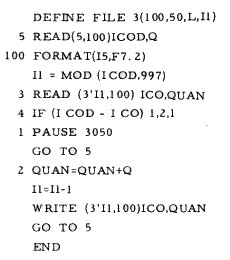 DEFINE FILE 3(100,50,L,I1)
5 READ(5,100)ICOD,Q
100 FORMAT(I5,F7.2)
I1 = MOD (ICOD,997)
3 READ (3'I1,100) ICO,QUAN
4 IF (I COD - I CO) 1,2,1
1 PAUSE 3050
GO TO 5
2 QUAN=QUAN+Q
I1=I1-1
WRITE (3'I1,100)ICO,QUAN
GO TO 5
END